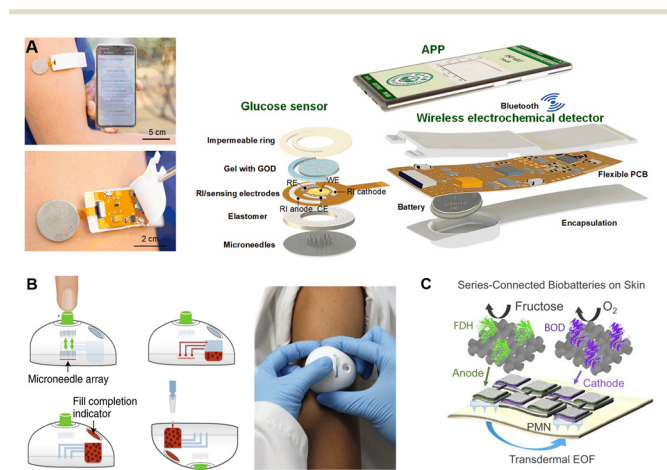 A
5 cm
2 cm
APP
Bluetooth
Glucose sensor
Wireless electrochemical detector
Impermeable ring
Gel with GOD
RE
WE
RI/sensing electrodes
RI cathode
RI anode
CE
Elastomer
Microneedles
Flexible PCB
Battery
Encapsulation
B
Microneedle array
Fill completion
indicator
C
Series-Connected Biobatteries on Skin
Fructose
O2
FDH
BOD
Anode
Cathode
PMN
Transdermal EOF